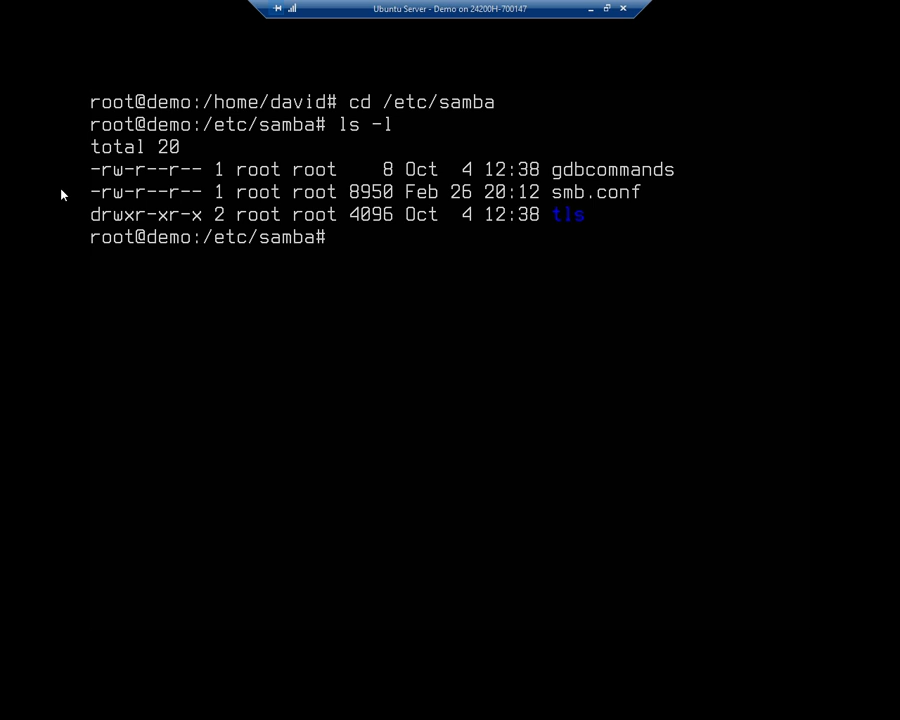 Ubuntu Server - Demo on 24200H-700147
root@demo:/home/david# cd /etc/samba
root@demo:/etc/samba# ls -l
total 20
-rw-r--r-- 1 root root    8 Oct  4 12:38 gdbcommands
-rw-r--r-- 1 root root 8950 Feb 26 20:12 smb.conf
drwxr-xr-x 2 root root 4096 Oct  4 12:38 tls
root@demo:/etc/samba#